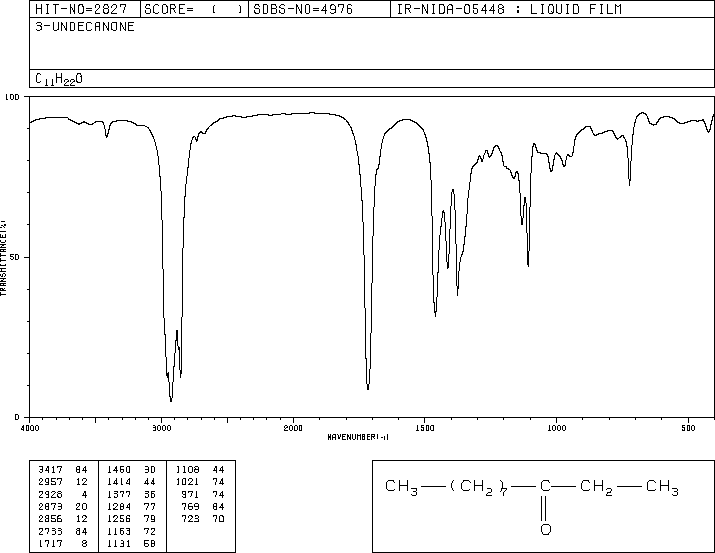 HIT-NO=2827 SCORE= ( ) SDBS-NO=4976 IR-NIDA-05448 : LIQUID FILM
3-UNDECANONE
C11H22O
100
50
0
TRANSMITTANCE(%)
4000 3000 2000 1500 1000 500
WAVENUMBER(-1)
3417 84 1460 30 1108 44
2957 12 1414 44 1021 74
2928 4 1377 36 971 74
2879 20 1284 77 769 84
2856 12 1256 79 723 70
2733 84 1163 72
1717 8 1131 58
CH3 — (CH2)7 — C — CH2 — CH3
O